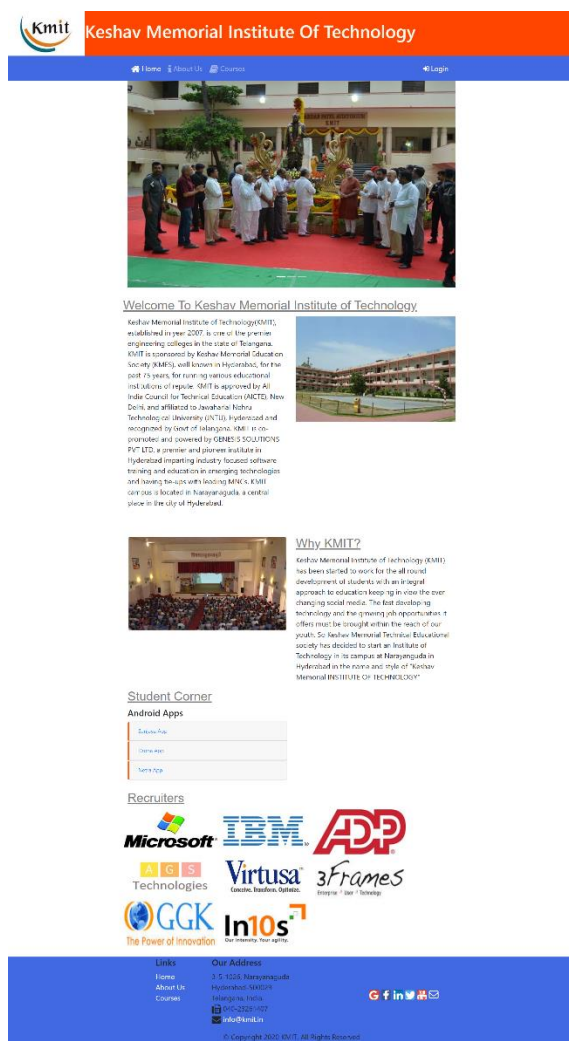 Kmit
Keshav Memorial Institute Of Technology
Home About Us Courses
Login
KESHAV PATEL AUDITORIUM
KMIT
Welcome To Keshav Memorial Institute of Technology
Keshav Memorial Institute of Technology(KMIT),
established in year 2007, is one of the premier
engineering colleges in the state of Telangana.
KMIT is sponsored by Keshav Memorial Education
Society (KMES), well known in Hyderabad, for the
past 75 years, for running various educational
institutions of repute. KMIT is approved by All
India Council for Technical Education (AICTE), New
Delhi, and affiliated to Jawaharlal Nehru
Technological University (JNTU), Hyderabad and
recognized by Govt of Telangana. KMIT is co-
promoted and powered by GENESIS SOLUTIONS
PVT LTD, a premier and pioneer institute in
Hyderabad imparting industry focused software
training and education in emerging technologies
and having tie-ups with leading MNCs. KMIT
campus is located in Narayanaguda, a central
place in the city of Hyderabad.
Why KMIT?
Keshav Memorial Institute of Technology (KMIT)
has been started to work for the all round
development of students with an integral
approach to education keeping in view the ever
changing social media. The fast developing
technology and the growing job opportunities it
offers must be brought within the reach of our
youth. So Keshav Memorial Technical Educational
society has decided to start an Institute of
Technology in its campus at Narayanguda in
Hyderabad in the name and style of "Keshav
Memorial INSTITUTE OF TECHNOLOGY"
Student Corner
Android Apps
App
App
App
Recruiters
Microsoft
IBM
ADP
AGS
Technologies
Virtusa
Conceive. Transform. Optimize.
3Frames
Enterprise User Technology
GGK
The Power of Innovation
In10s
Our Intensity. Your agility.
Links
Home
About Us
Courses
Our Address
Narayanaguda
Hyderabad
Telangana, India
info@kmit.in
© Copyright 2020 KMIT. All Rights Reserved